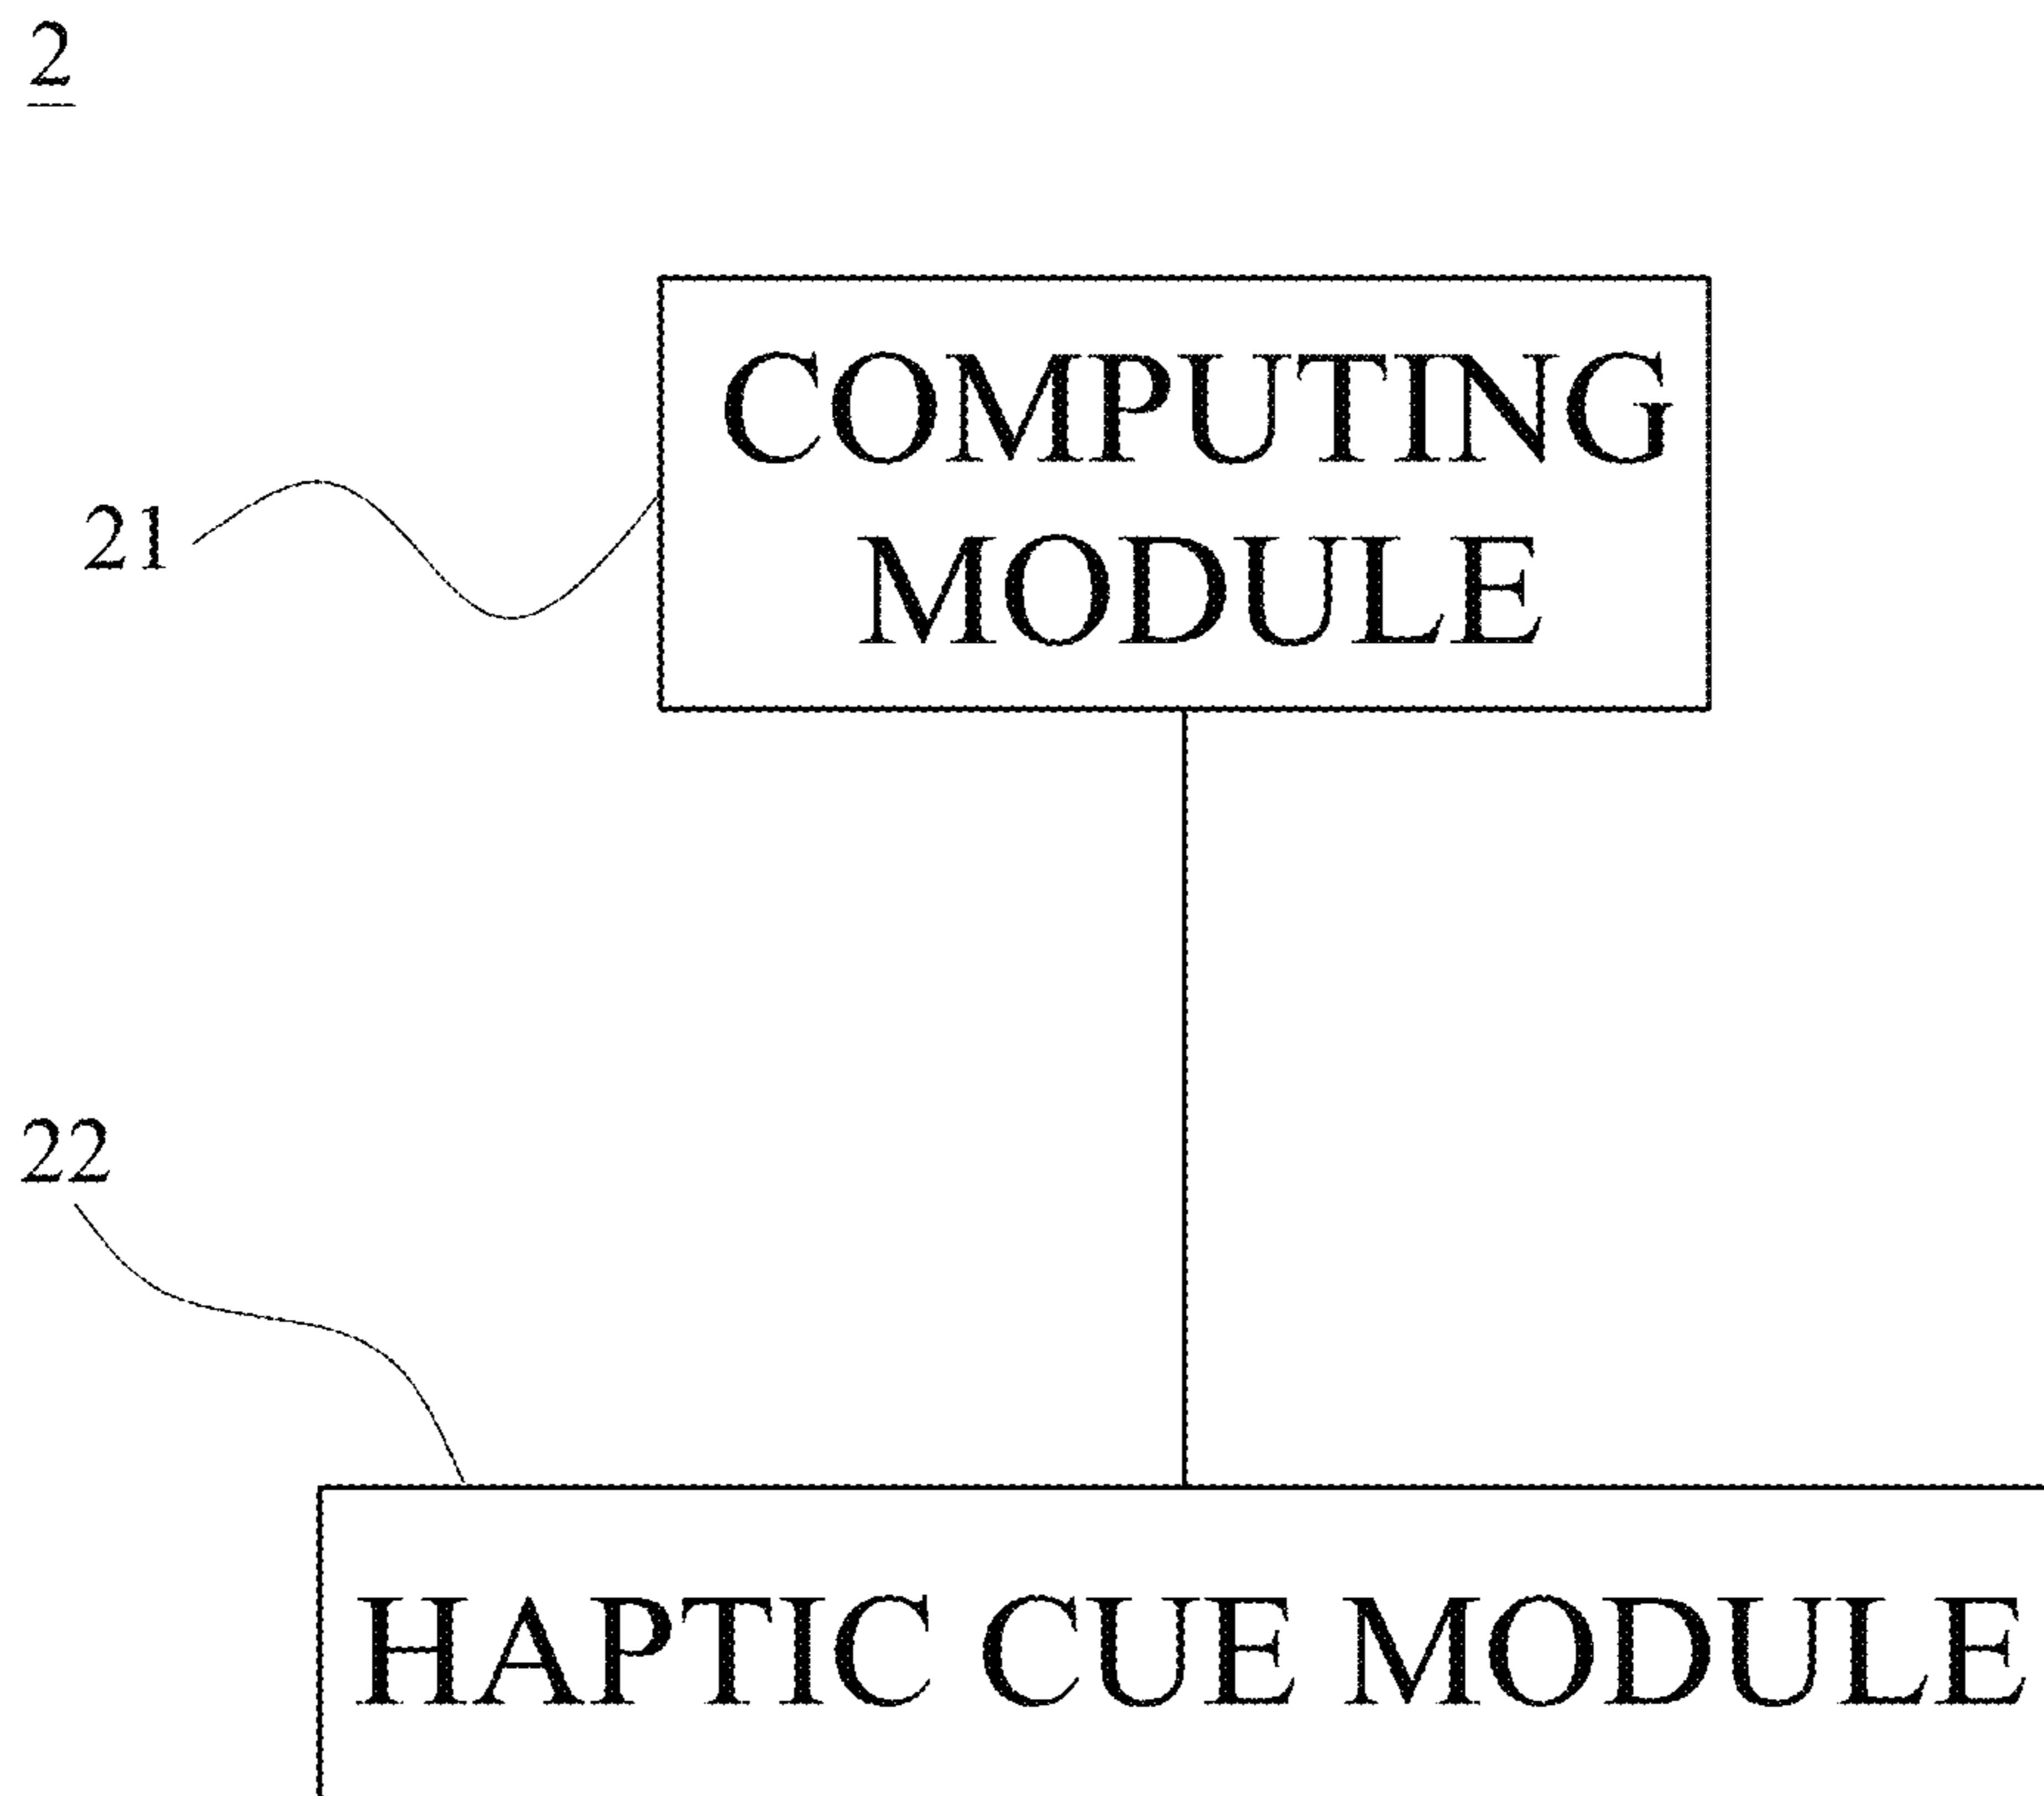 2
COMPUTING
MODULE
21
22
HAPTIC CUE MODULE